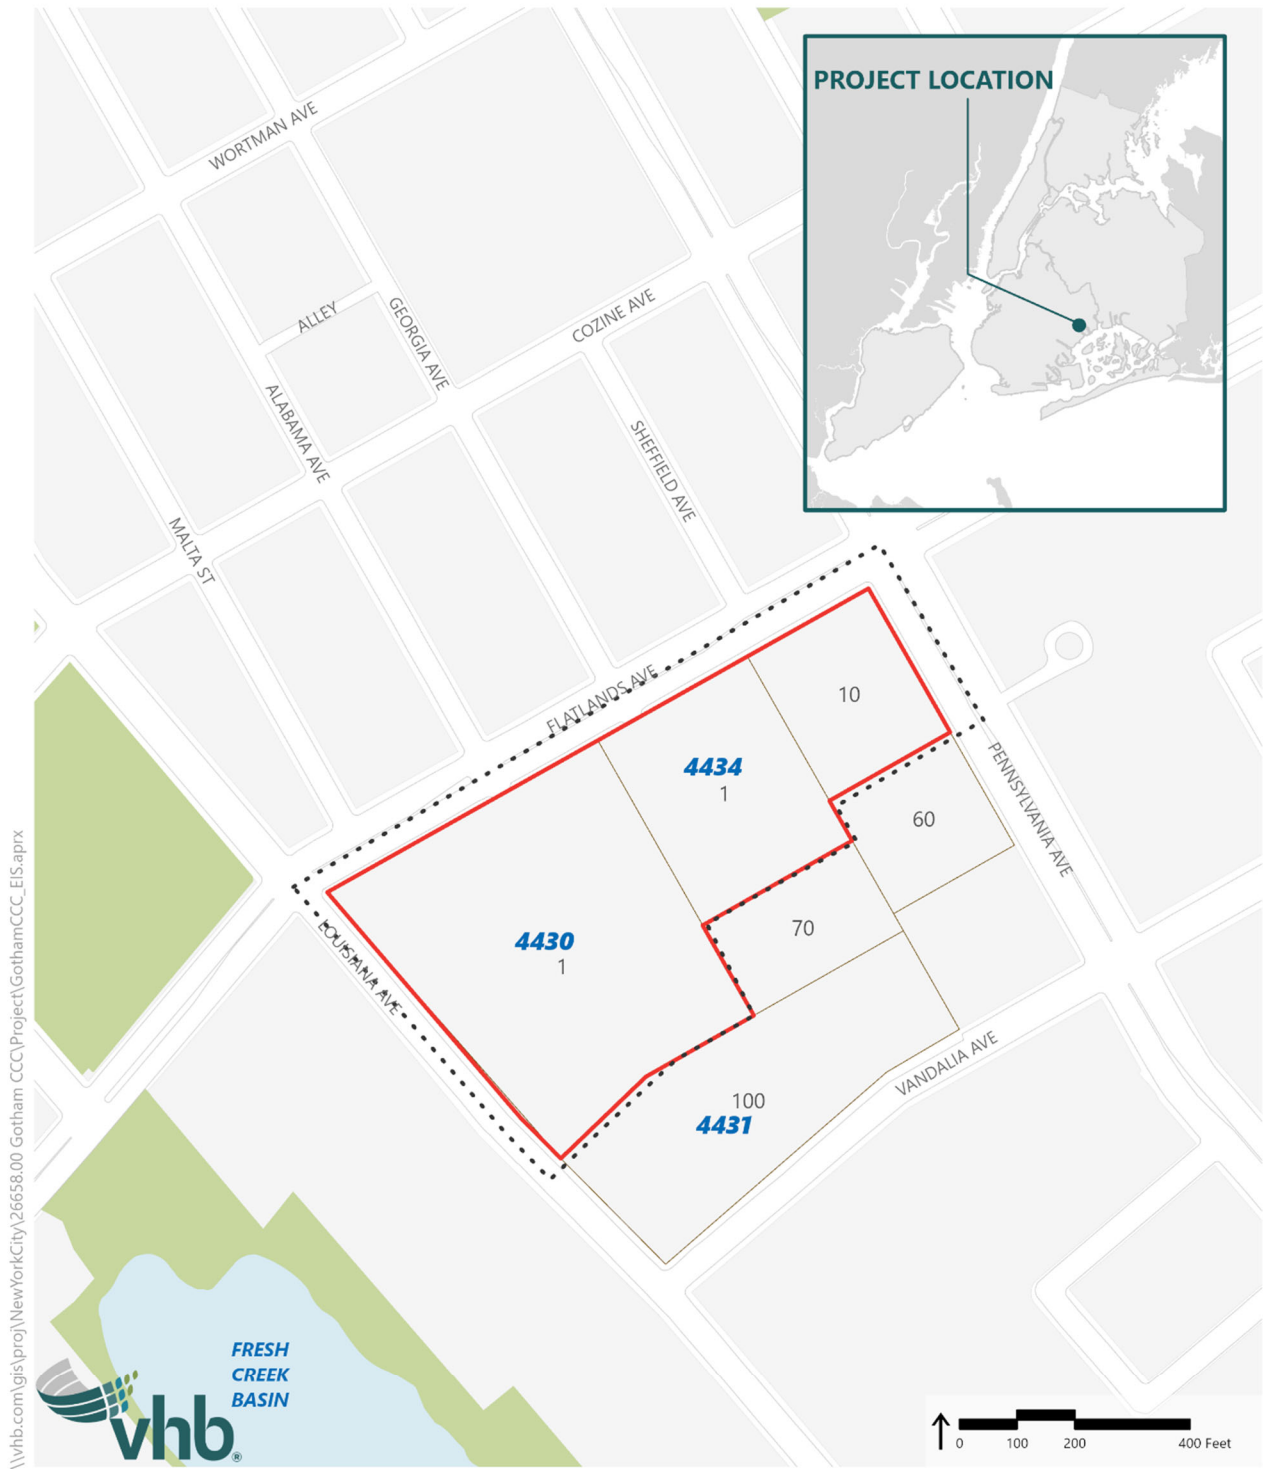 PROJECT LOCATION
WORTMAN AVE
ALLEY
GEORGIA AVE
COZINE AVE
ALABAMA AVE
SHEFFIELD AVE
MALTA ST
FLATLANDS AVE
10
4434
1
PENNSYLVANIA AVE
60
4430
1
70
LOUISIANA AVE
VANDALIA AVE
100
4431
FRESH
CREEK
BASIN
vhb®
0 100 200 400 Feet
\\vhb.com\gis\proj\NewYorkCity\26658.00 Gotham CCC\Project\GothamCCC_EIS.aprx